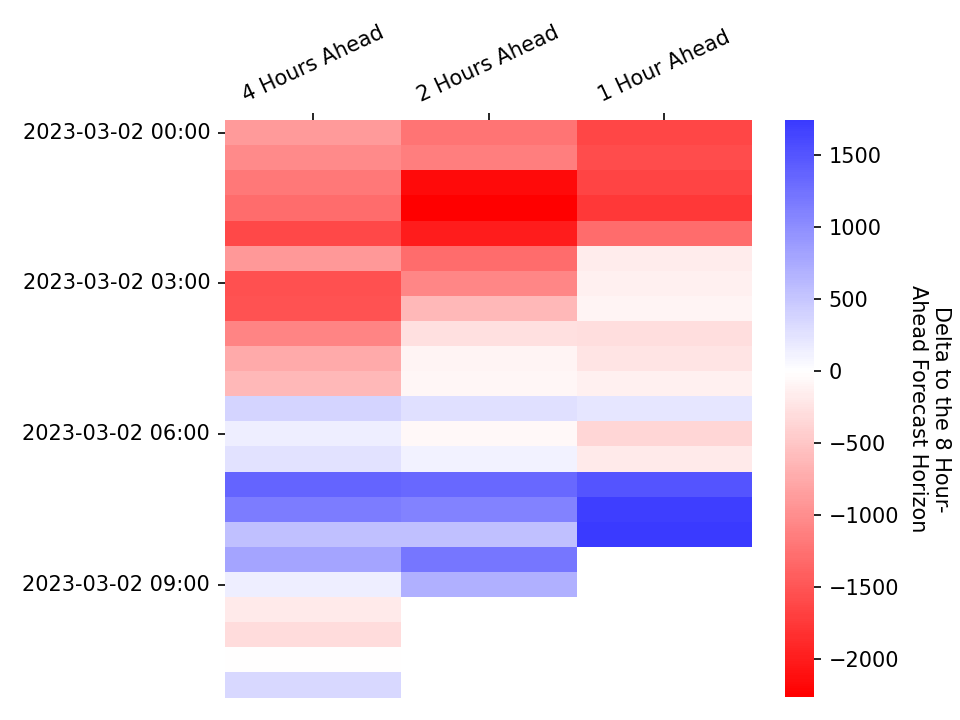 4 Hours Ahead
2 Hours Ahead
1 Hour Ahead
2023-03-02 00:00
2023-03-02 03:00
2023-03-02 06:00
2023-03-02 09:00
1500
1000
500
0
−500
−1000
−1500
−2000
Delta to the 8 Hour-
Ahead Forecast Horizon